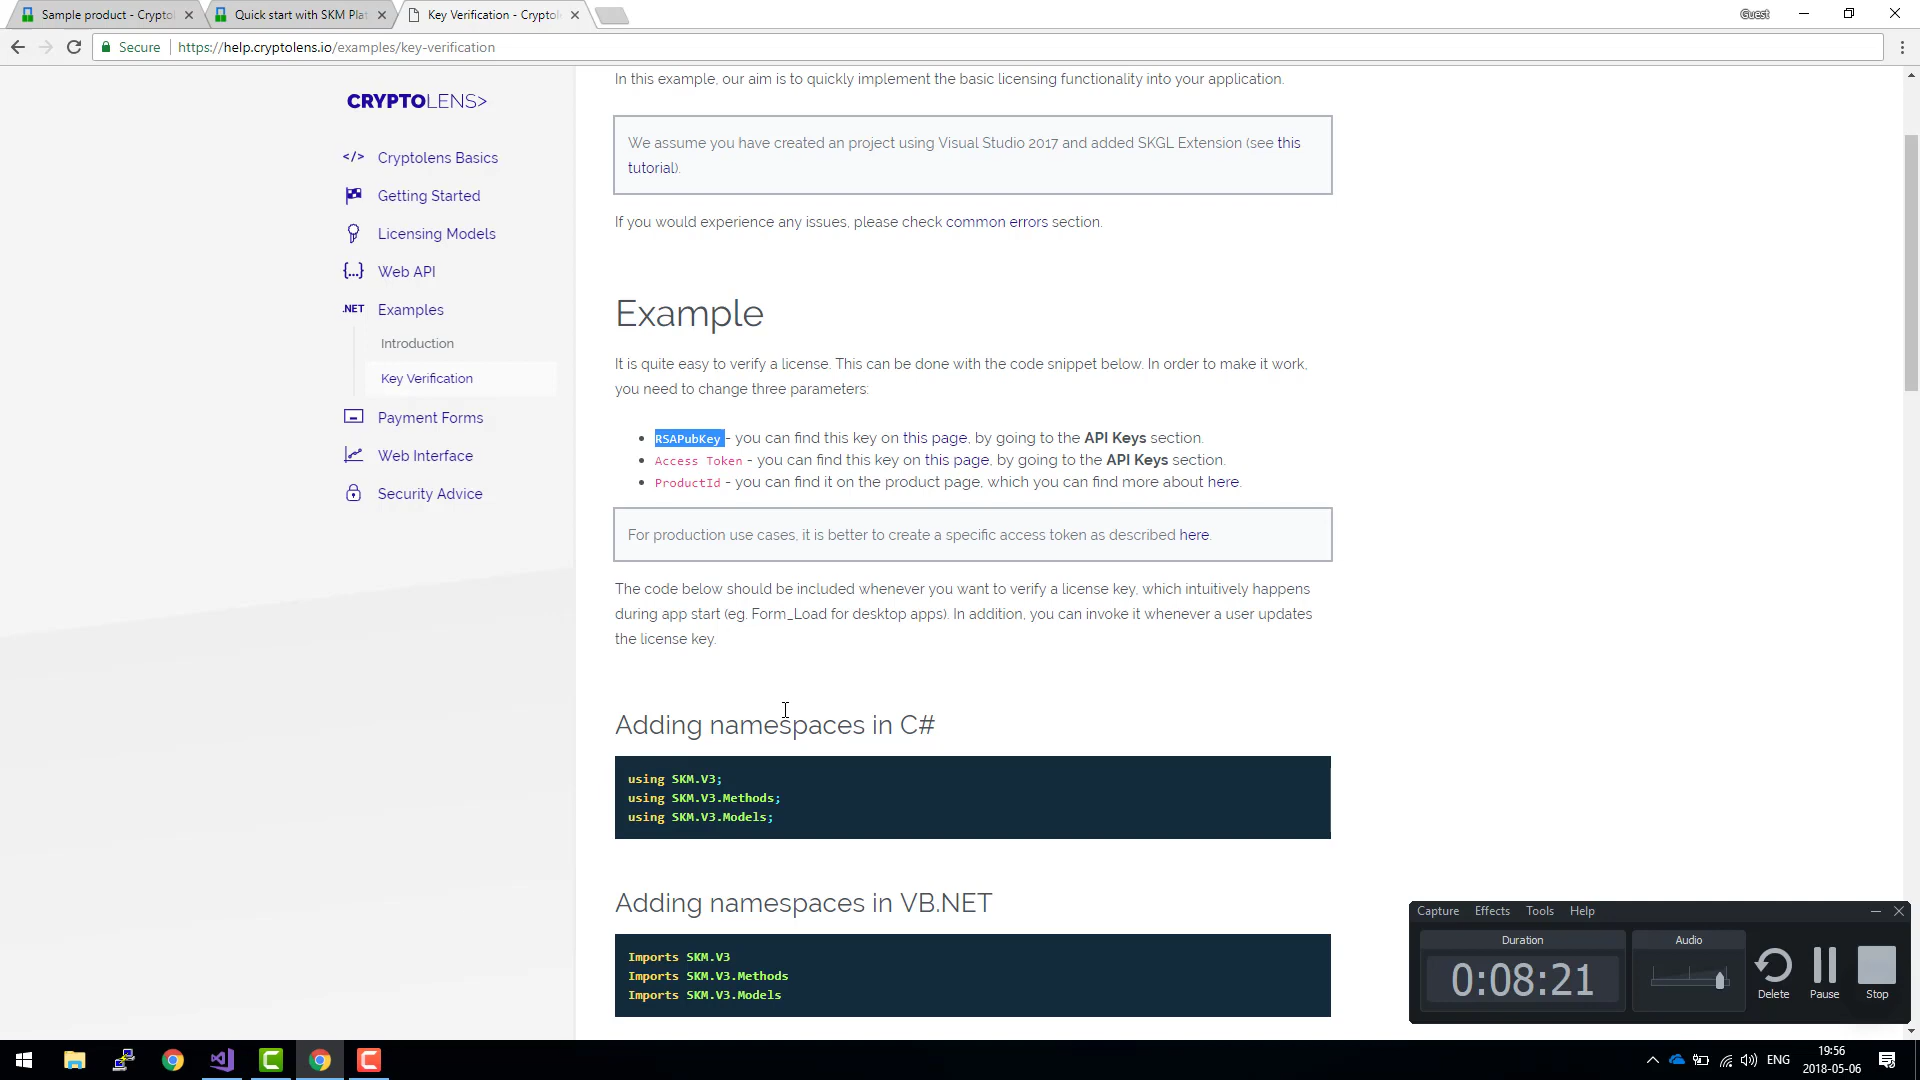 Sample product - Cryptol
Quick start with SKM Plat
Key Verification - Cryptol
Guest
Secure
https://help.cryptolens.io/examples/key-verification
CRYPTOLENS>
</> Cryptolens Basics
Getting Started
Licensing Models
{...} Web API
.NET Examples
Introduction
Key Verification
Payment Forms
Web Interface
Security Advice
In this example, our aim is to quickly implement the basic licensing functionality into your application.
We assume you have created an project using Visual Studio 2017 and added SKGL Extension (see this
tutorial).
If you would experience any issues, please check common errors section.
Example
It is quite easy to verify a license. This can be done with the code snippet below. In order to make it work,
you need to change three parameters:
• RSAPubKey - you can find this key on this page, by going to the API Keys section.
• Access Token - you can find this key on this page, by going to the API Keys section.
• ProductId - you can find it on the product page, which you can find more about here.
For production use cases, it is better to create a specific access token as described here.
The code below should be included whenever you want to verify a license key, which intuitively happens
during app start (eg. Form_Load for desktop apps). In addition, you can invoke it whenever a user updates
the license key.
Adding namespaces in C#
using SKM.V3;
using SKM.V3.Methods;
using SKM.V3.Models;
Adding namespaces in VB.NET
Imports SKM.V3
Imports SKM.V3.Methods
Imports SKM.V3.Models
Capture Effects Tools Help
Duration
Audio
0:08:21
Delete
Pause
Stop
ENG
19:56
2018-05-06